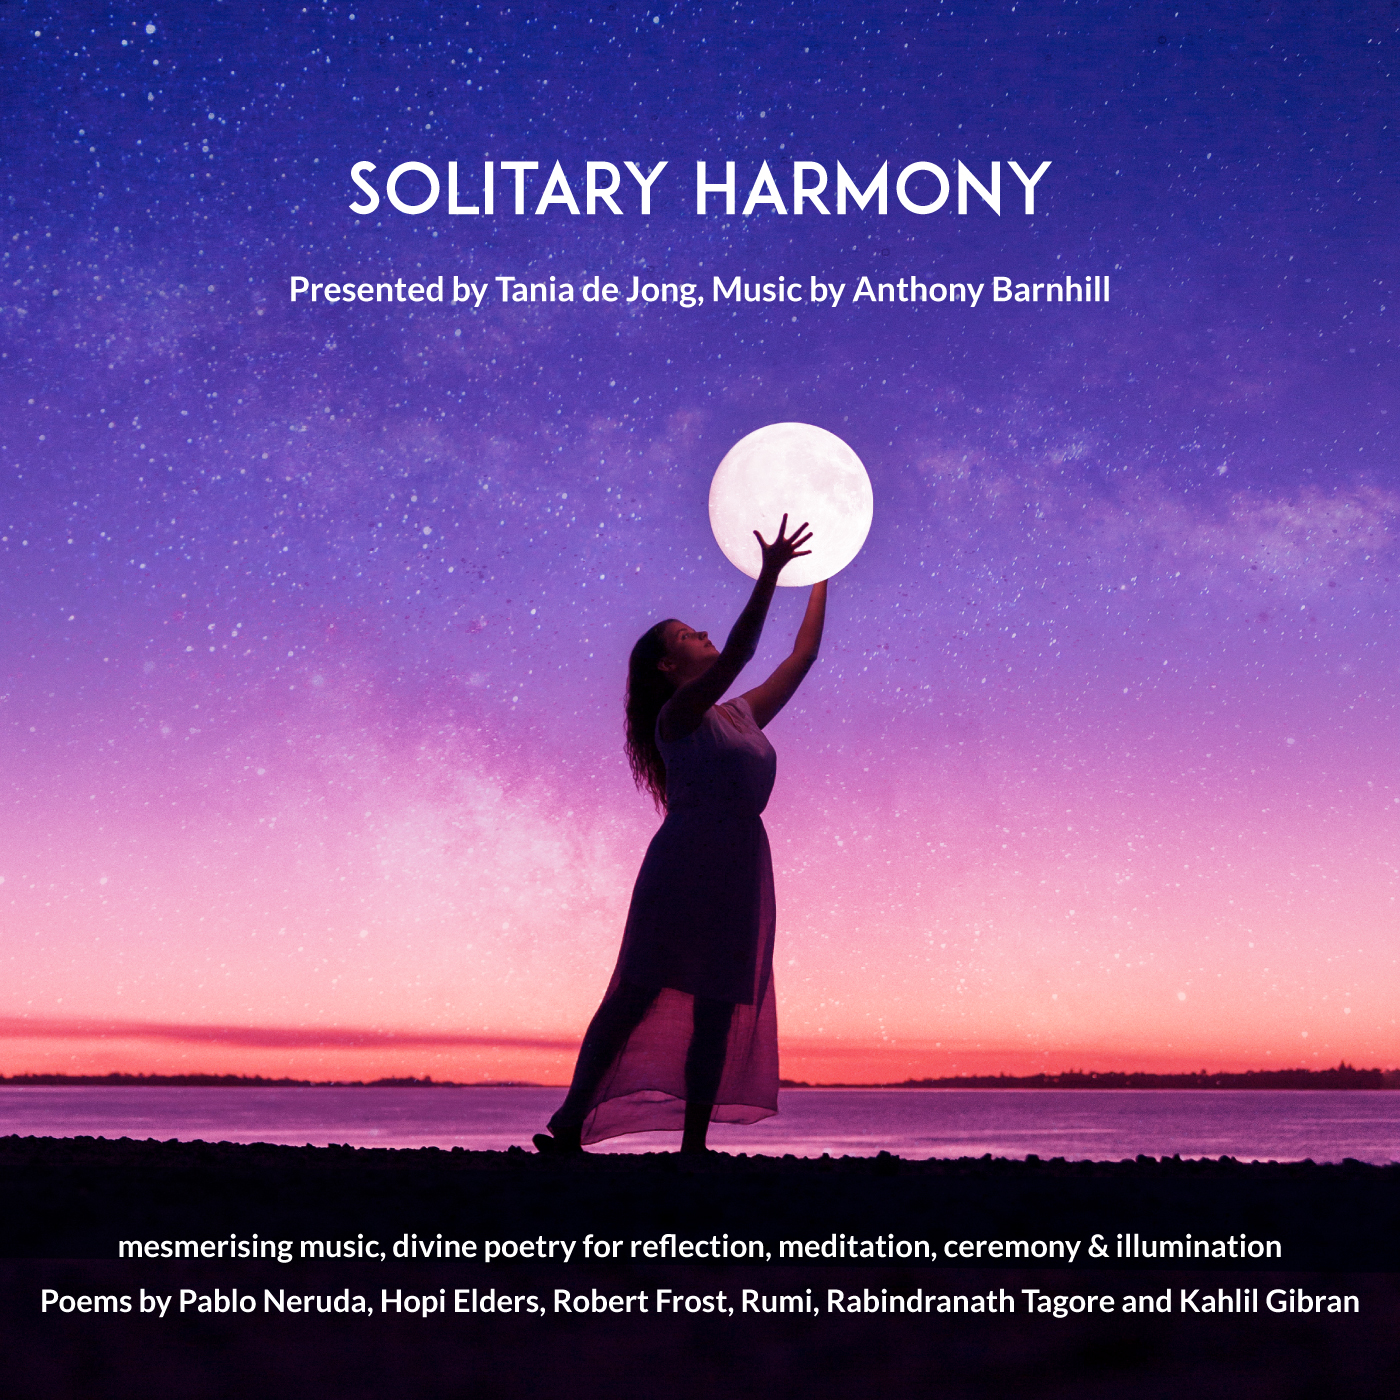 SOLITARY HARMONY
Presented by Tania de Jong, Music by Anthony Barnhill
mesmerising music, divine poetry for reflection, meditation, ceremony & illumination
Poems by Pablo Neruda, Hopi Elders, Robert Frost, Rumi, Rabindranath Tagore and Kahlil Gibran